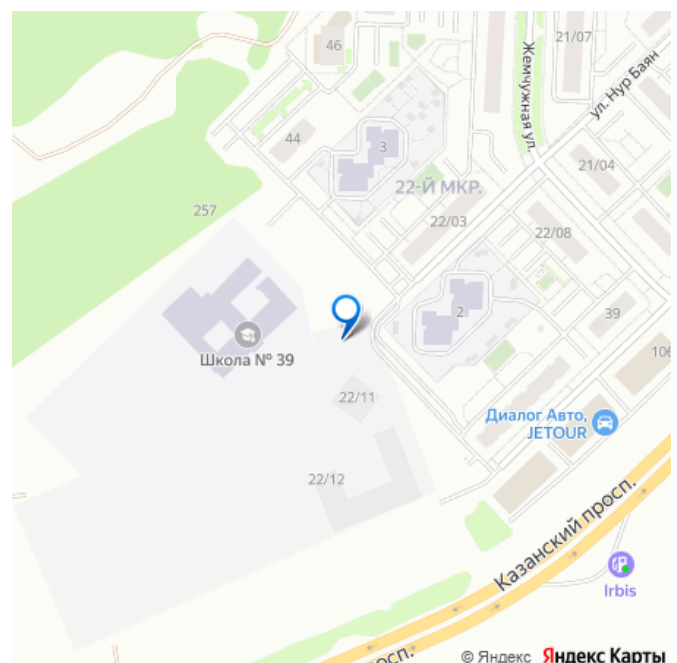 46
21/07
Жемчужная ул.
ул. Нур Баян
44
3
21/04
22-Й МКР.
257
22/03
22/08
2
39
Школа № 39
106
22/11
Диалог Авто,
JETOUR
22/12
Казанский просп.
Irbis
© Яндекс Яндекс Карты
просп.